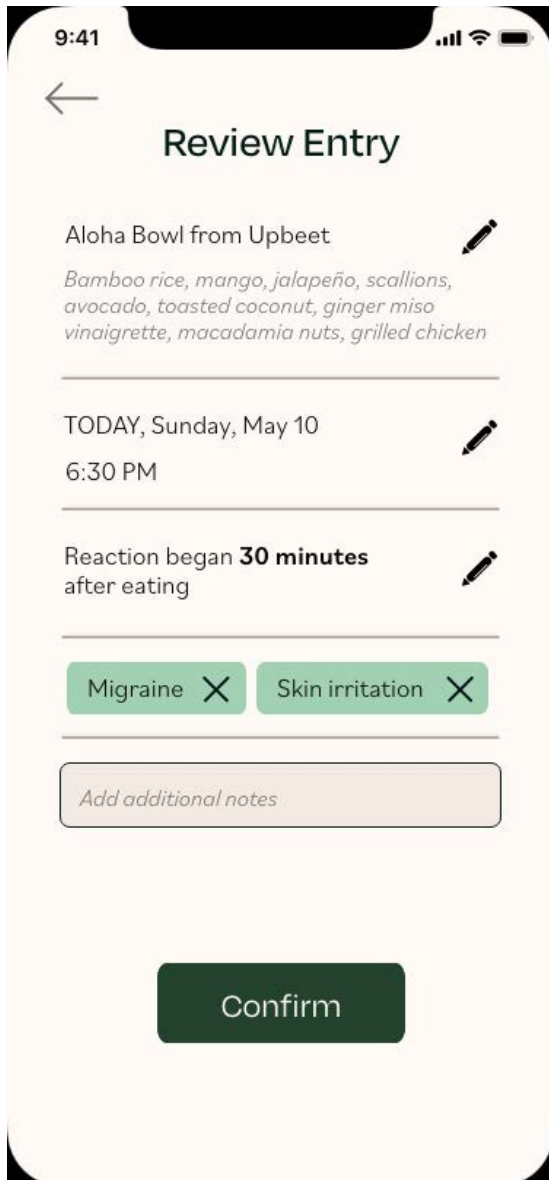 9:41
Review Entry
Aloha Bowl from Upbeet
Bamboo rice, mango, jalapeño, scallions,
avocado, toasted coconut, ginger miso
vinaigrette, macadamia nuts, grilled chicken
TODAY, Sunday, May 10
6:30 PM
Reaction began 30 minutes
after eating
Migraine Skin irritation
Add additional notes
Confirm